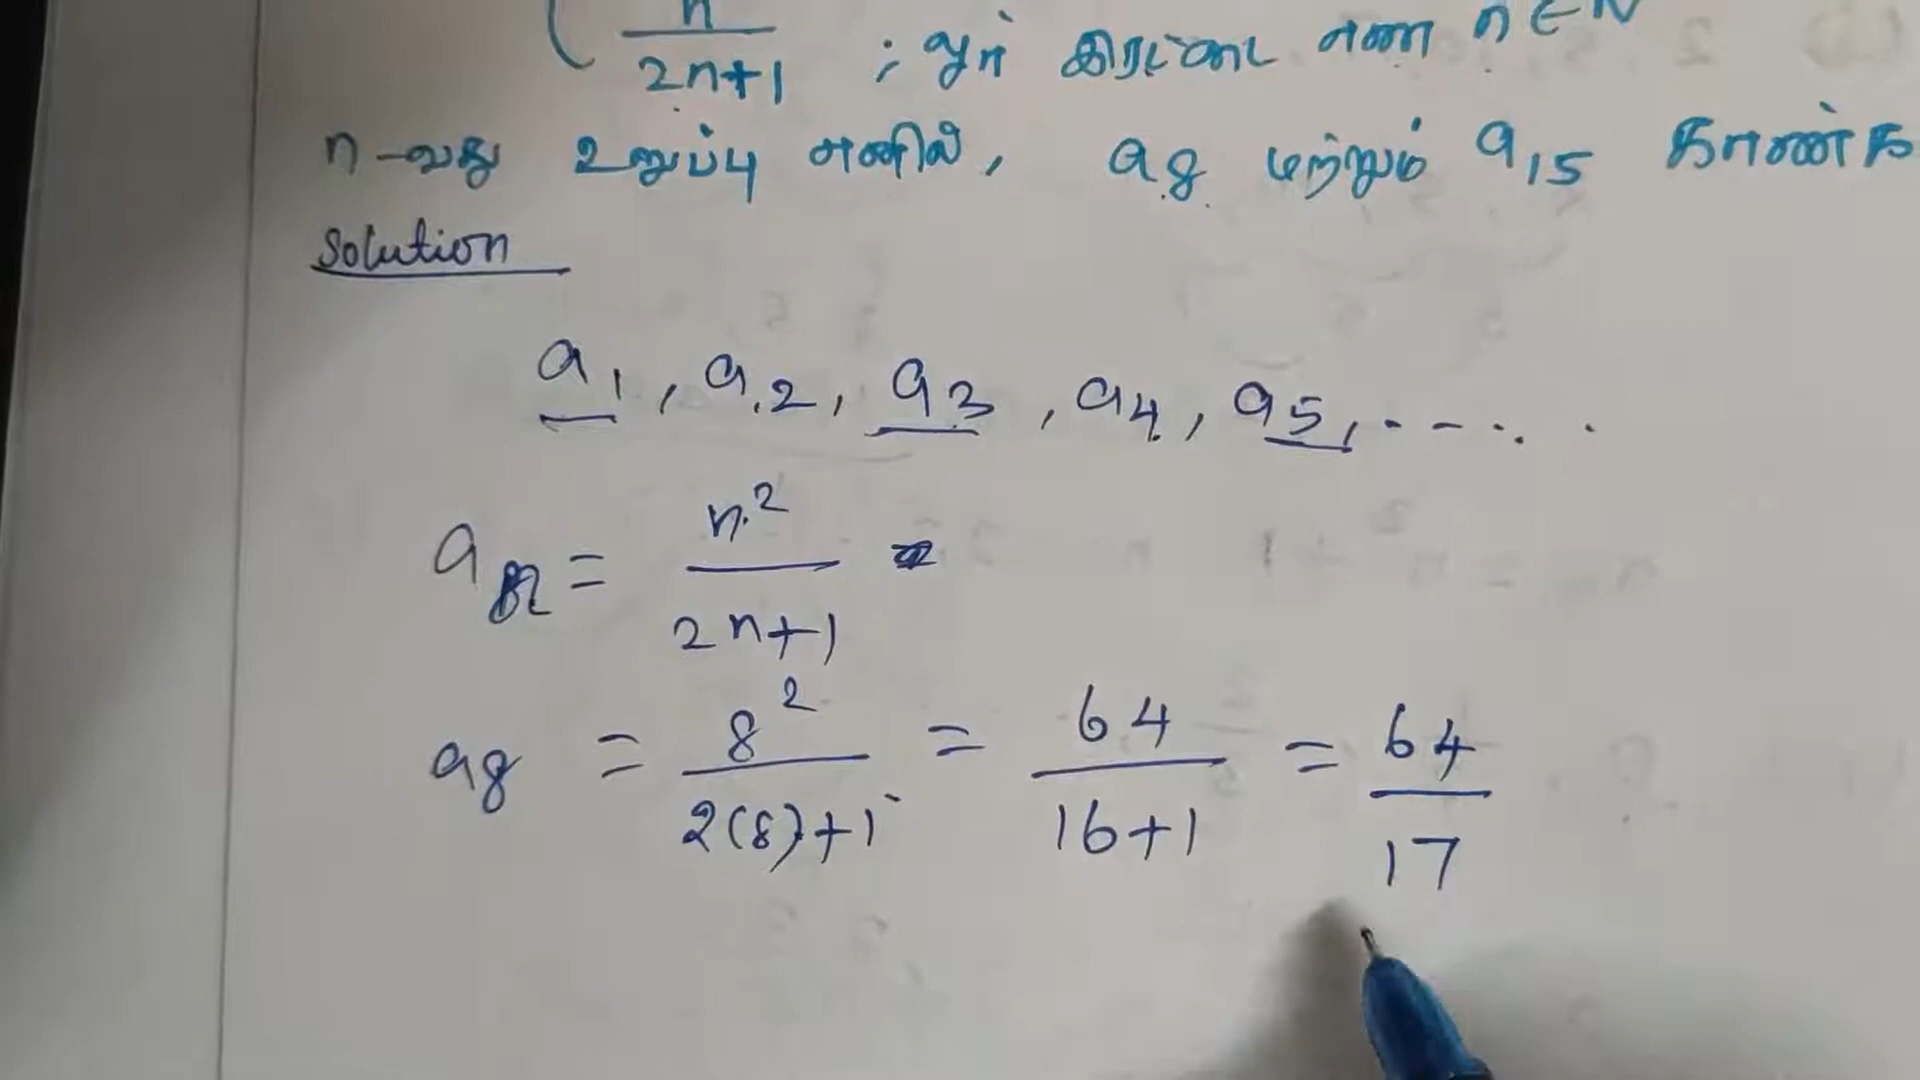 n / 2n+1 ; ஓர் இரட்டை எண் n ∈ N
n-வது உறுப்பு எனில், a8 மற்றும் a15 காண்க
Solution
a1, a2, a3, a4, a5, ......
an = n² / 2n+1
a8 = 8² / 2(8)+1 = 64 / 16+1 = 64 / 17